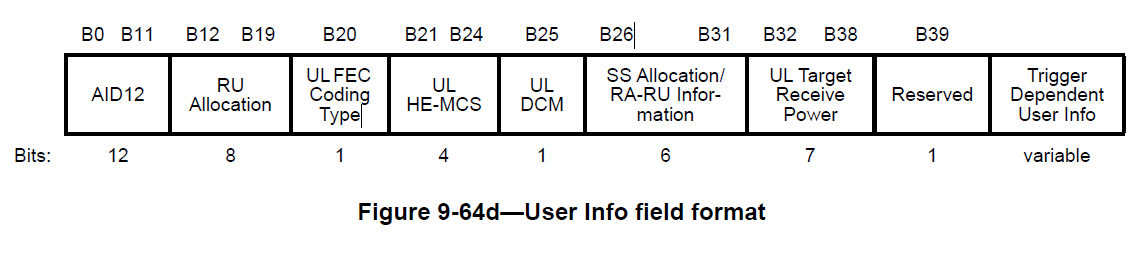 B0 B11 B12 B19 B20 B21 B24 B25 B26 B31 B32 B38 B39
AID12
RU
Allocation
UL FEC
Coding
Type
UL
HE-MCS
UL
DCM
SS Allocation/
RA-RU Infor-
mation
UL Target
Receive
Power
Reserved
Trigger
Dependent
User Info
Bits: 12 8 1 4 1 6 7 1 variable
Figure 9-64d—User Info field format